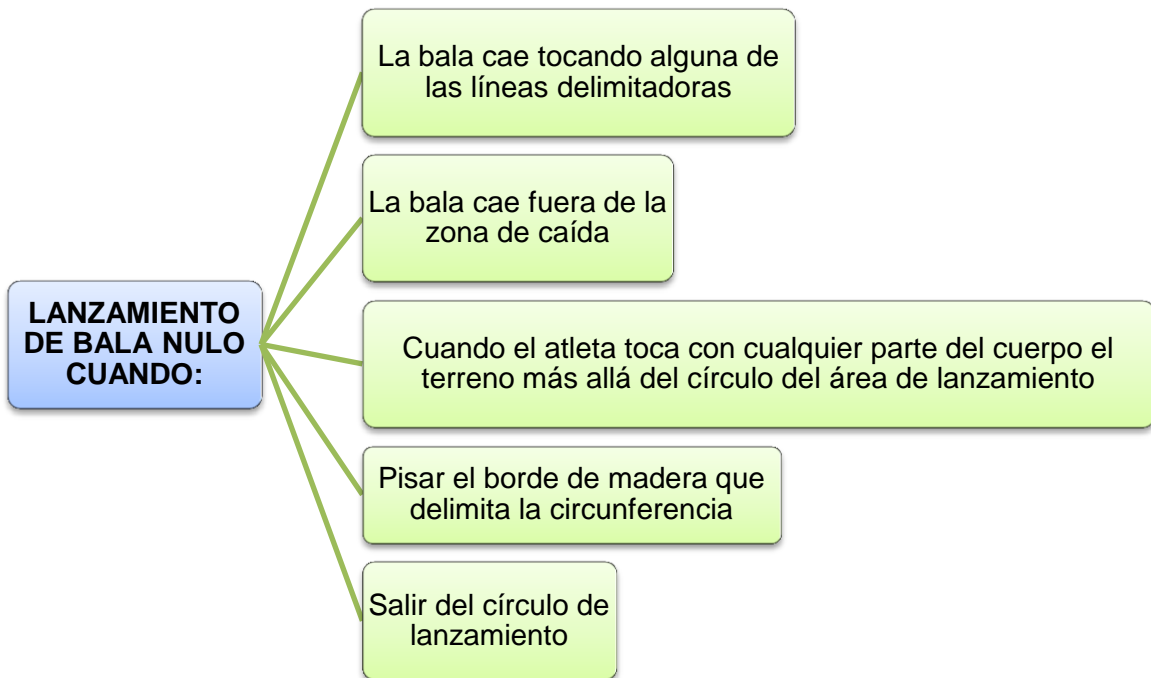 LANZAMIENTO
DE BALA NULO
CUANDO:
La bala cae tocando alguna de
las líneas delimitadoras
La bala cae fuera de la
zona de caída
Cuando el atleta toca con cualquier parte del cuerpo el
terreno más allá del círculo del área de lanzamiento
Pisar el borde de madera que
delimita la circunferencia
Salir del círculo de
lanzamiento